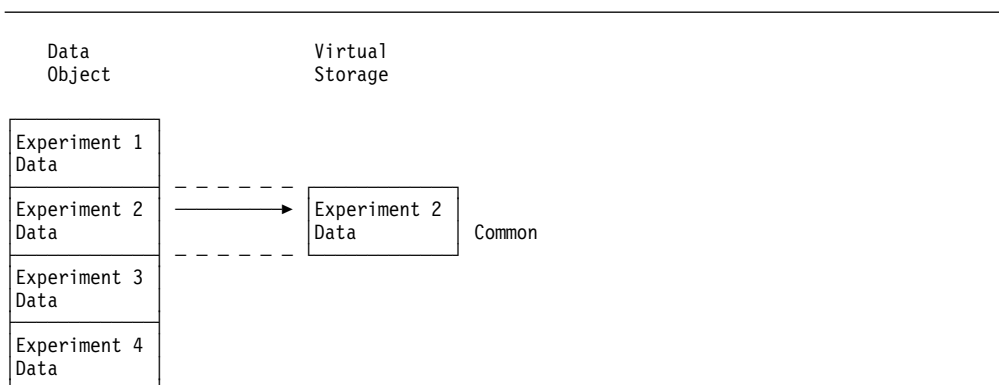 Data
Object
Virtual
Storage
Experiment 1
Data
Experiment 2
Data
Experiment 2
Data
Common
Experiment 3
Data
Experiment 4
Data